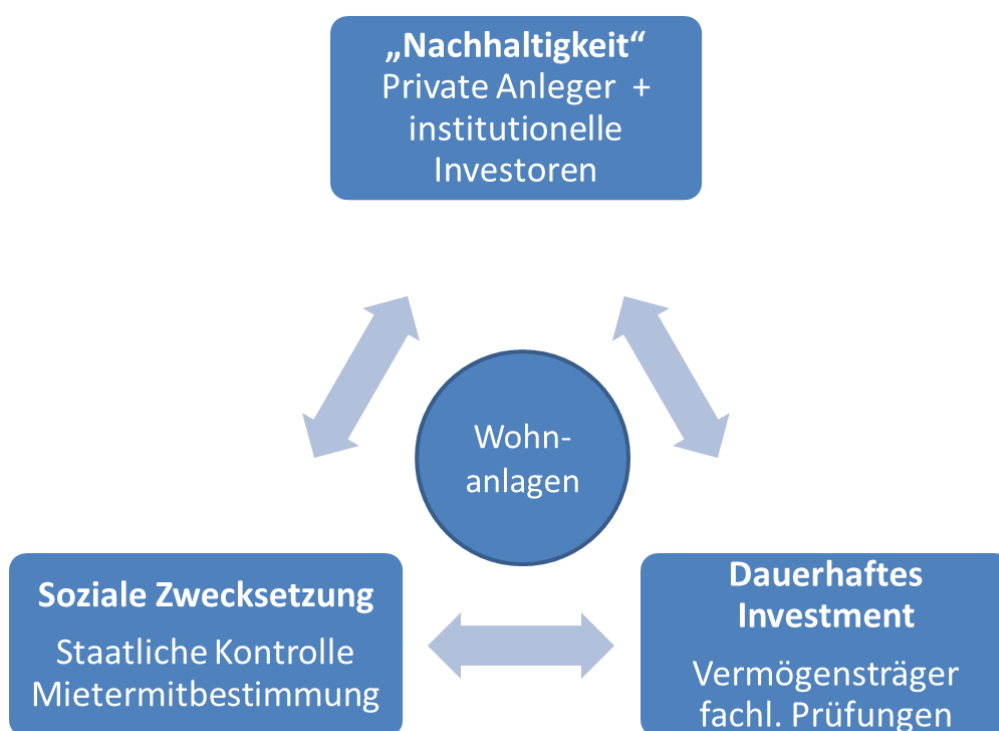 „Nachhaltigkeit“
Private Anleger +
institutionelle
Investoren
Wohn-
anlagen
Soziale Zwecksetzung
Staatliche Kontrolle
Mietermitbestimmung
Dauerhaftes
Investment
Vermögensträger
fachl. Prüfungen